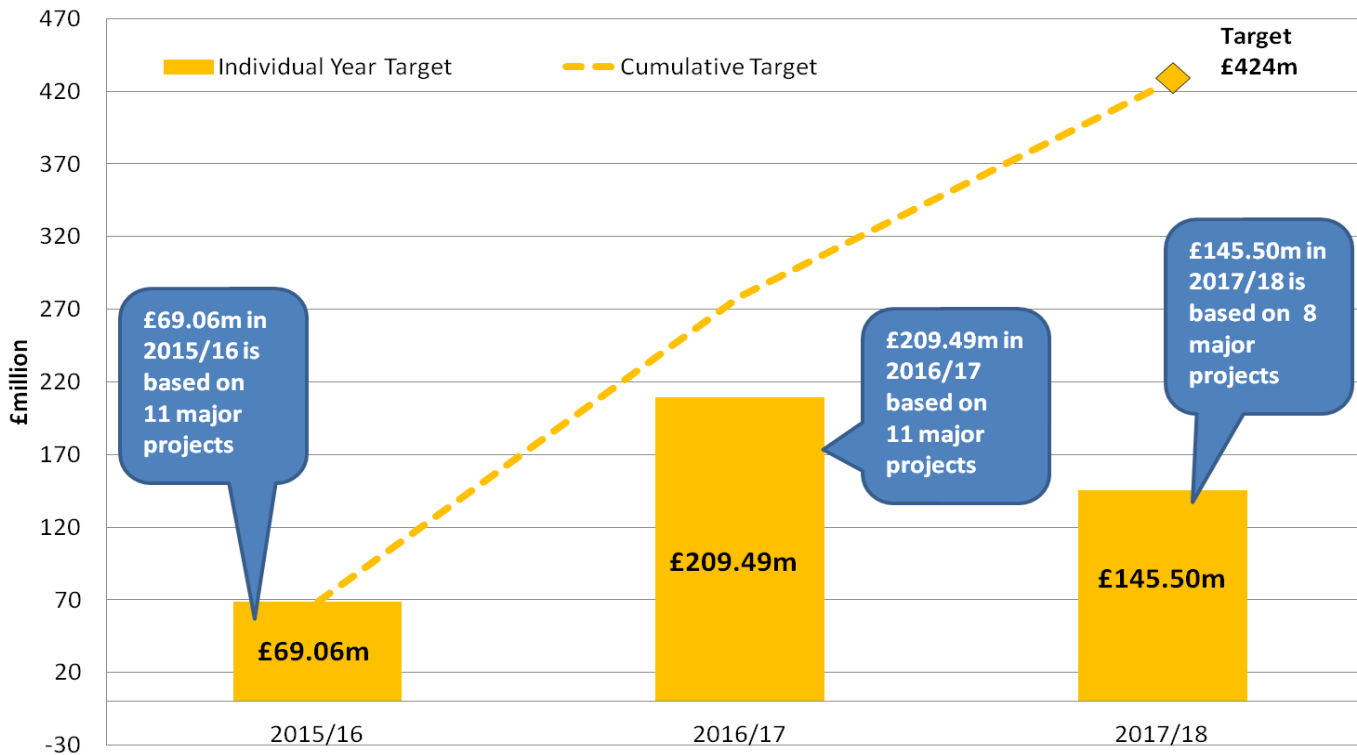 470
420
370
320
270
220
170
120
70
20
-30
£million
Individual Year Target
Cumulative Target
Target
£424m
£69.06m in
2015/16 is
based on
11 major
projects
£209.49m in
2016/17
based on
11 major
projects
£145.50m in
2017/18 is
based on  8
major
projects
£69.06m
£209.49m
£145.50m
2015/16
2016/17
2017/18